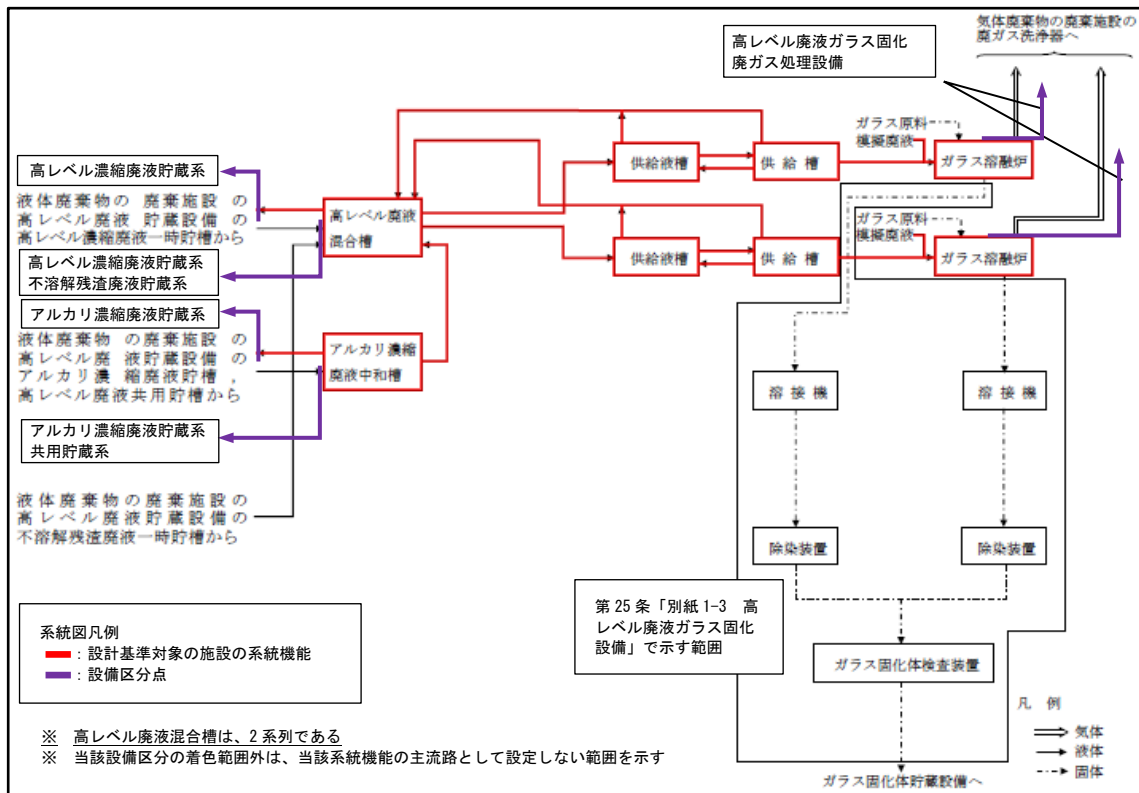 気体廃棄物の廃棄施設の
廃ガス洗浄器へ
高レベル廃液ガラス固化
廃ガス処理設備
ガラス原料
模擬廃液
供給液槽
供給槽
ガラス溶融炉
高レベル濃縮廃液貯蔵系
液体廃棄物の 廃棄施設 の
高レベル廃液 貯蔵設備 の
高レベル濃縮廃液一時貯槽から
高レベル廃液
混合槽
ガラス原料
模擬廃液
供給液槽
供給槽
ガラス溶融炉
高レベル濃縮廃液貯蔵系
不溶解残渣廃液貯蔵系
アルカリ濃縮廃液貯蔵系
液体廃棄物 の 廃棄施設 の
高レベル廃 液貯蔵設備 の
アルカリ濃 縮廃液貯槽 ,
高レベル廃液共用貯槽から
アルカリ濃縮
廃液中和槽
アルカリ濃縮廃液貯蔵系
共用貯蔵系
溶接機
溶接機
液体廃棄物の廃棄施設の
高レベル廃液貯蔵設備の
不溶解残渣廃液一時貯槽から
除染装置
除染装置
第25条「別紙1-3 高
レベル廃液ガラス固化
設備」で示す範囲
系統図凡例
:設計基準対象の施設の系統機能
:設備区分点
ガラス固化体検査装置
凡 例
気体
液体
固体
※ 高レベル廃液混合槽は、2系列である
※ 当該設備区分の着色範囲外は、当該系統機能の主流路として設定しない範囲を示す
ガラス固化体貯蔵設備へ